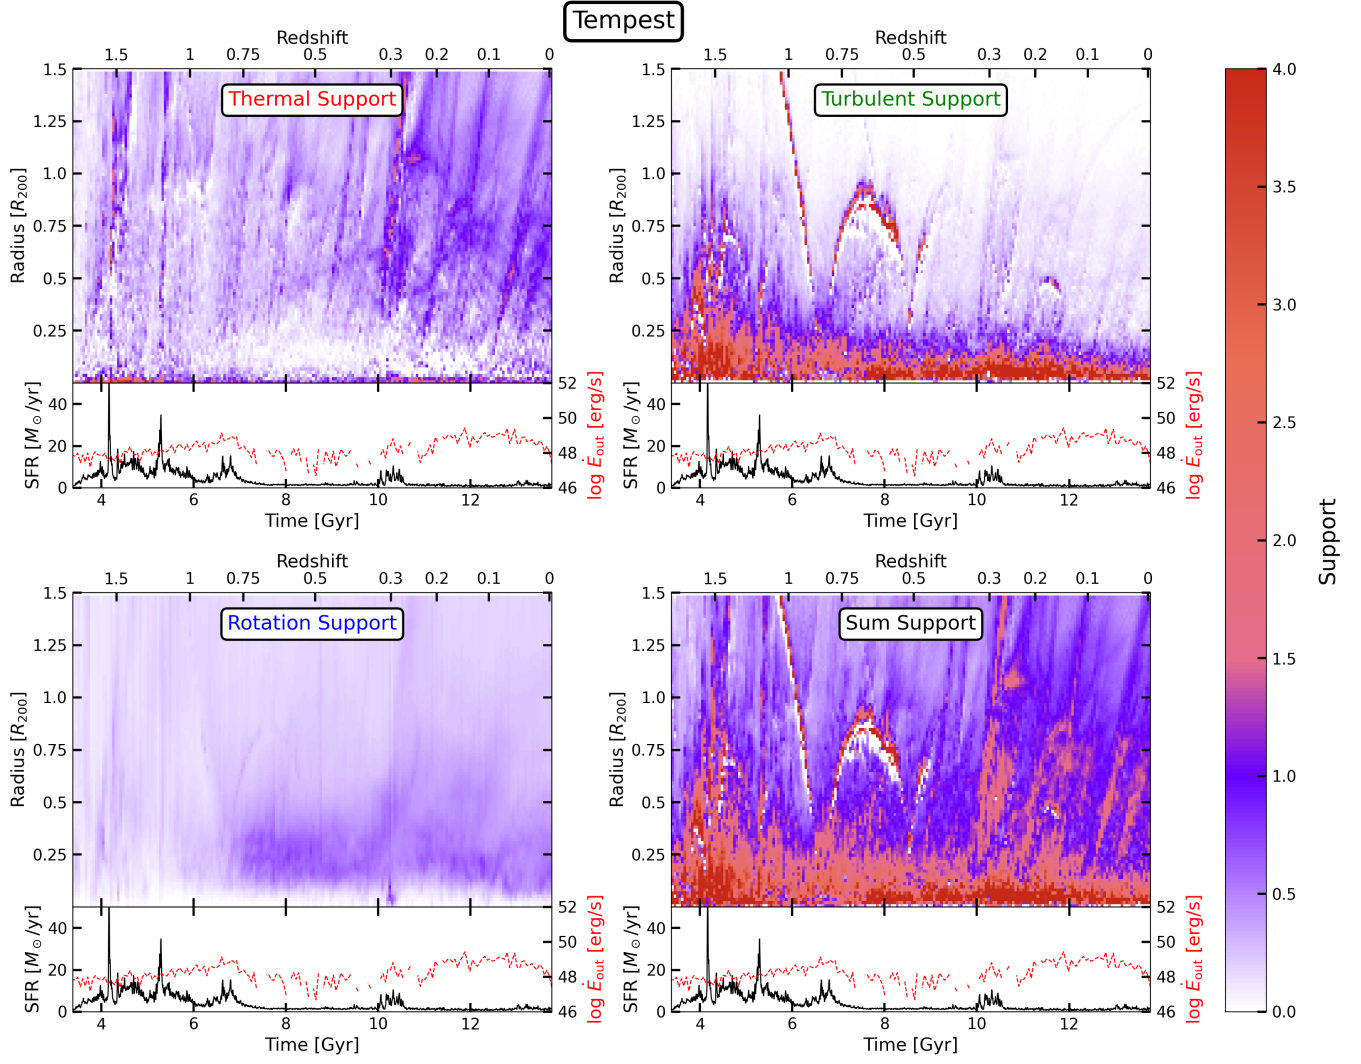 Tempest
Redshift
1.5 1 0.75 0.5 0.3 0.2 0.1 0
Thermal Support
1.5
1.25
1.0
0.75
0.5
0.25
Radius [R200]
40
20
0
SFR [M⊙/yr]
52
50
48
46
log Ėout [erg/s]
4 6 8 10 12
Time [Gyr]
Redshift
1.5 1 0.75 0.5 0.3 0.2 0.1 0
Turbulent Support
1.5
1.25
1.0
0.75
0.5
0.25
Radius [R200]
40
20
0
SFR [M⊙/yr]
52
50
48
46
log Ėout [erg/s]
4 6 8 10 12
Time [Gyr]
Redshift
1.5 1 0.75 0.5 0.3 0.2 0.1 0
Rotation Support
1.5
1.25
1.0
0.75
0.5
0.25
Radius [R200]
40
20
0
SFR [M⊙/yr]
52
50
48
46
log Ėout [erg/s]
4 6 8 10 12
Time [Gyr]
Redshift
1.5 1 0.75 0.5 0.3 0.2 0.1 0
Sum Support
1.5
1.25
1.0
0.75
0.5
0.25
Radius [R200]
40
20
0
SFR [M⊙/yr]
52
50
48
46
log Ėout [erg/s]
4 6 8 10 12
Time [Gyr]
4.0
3.5
3.0
2.5
2.0
1.5
1.0
0.5
0.0
Support